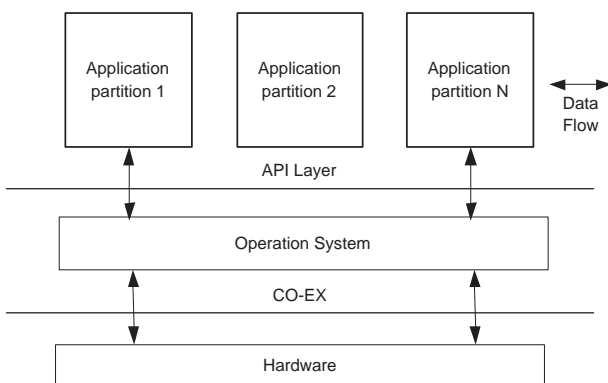 Application
partition 1
Application
partition 2
Application
partition N
Data
Flow
API Layer
Operation System
CO-EX
Hardware